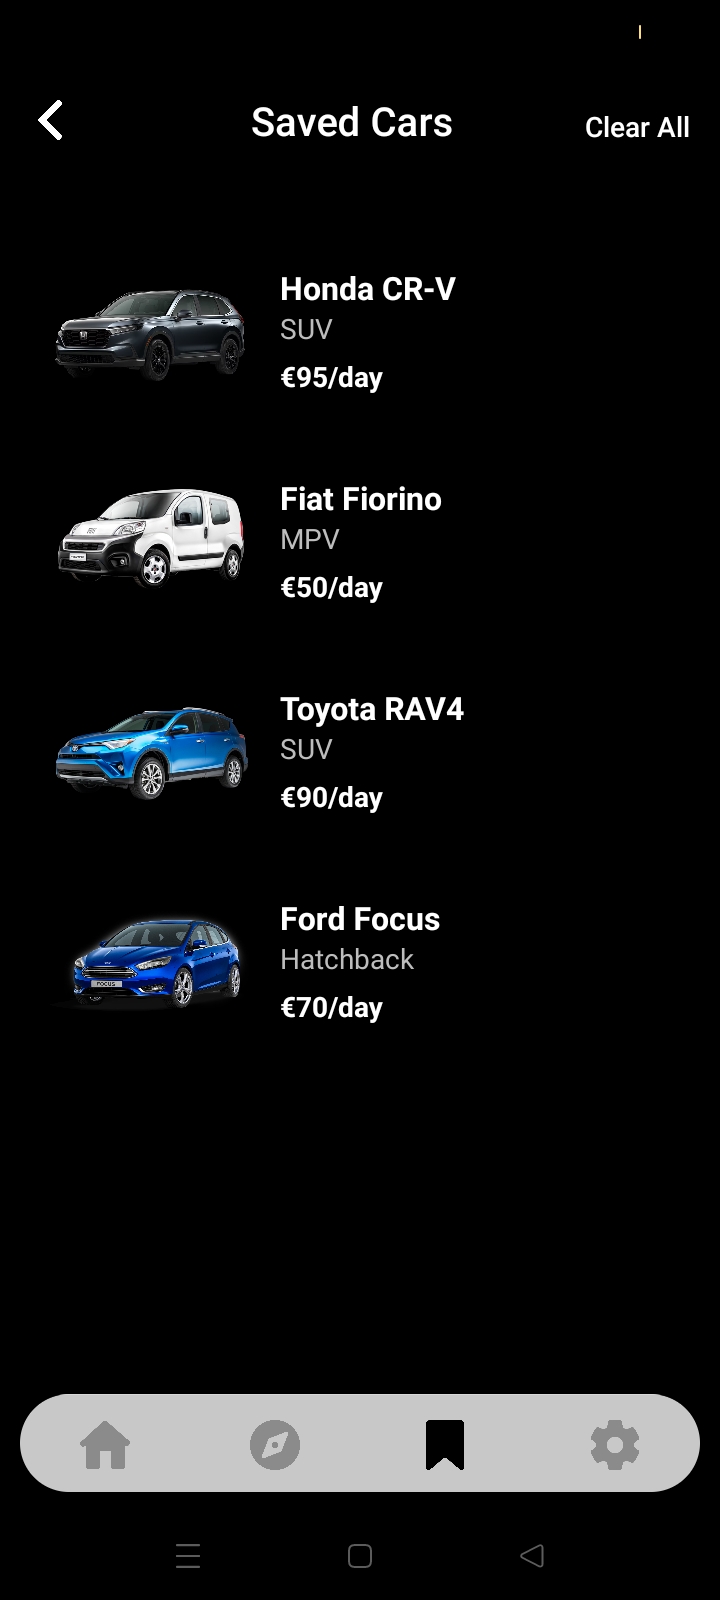 Saved Cars
Clear All
Honda CR-V
SUV
€95/day
Fiat Fiorino
MPV
€50/day
Toyota RAV4
SUV
€90/day
Ford Focus
Hatchback
€70/day
FOCUS